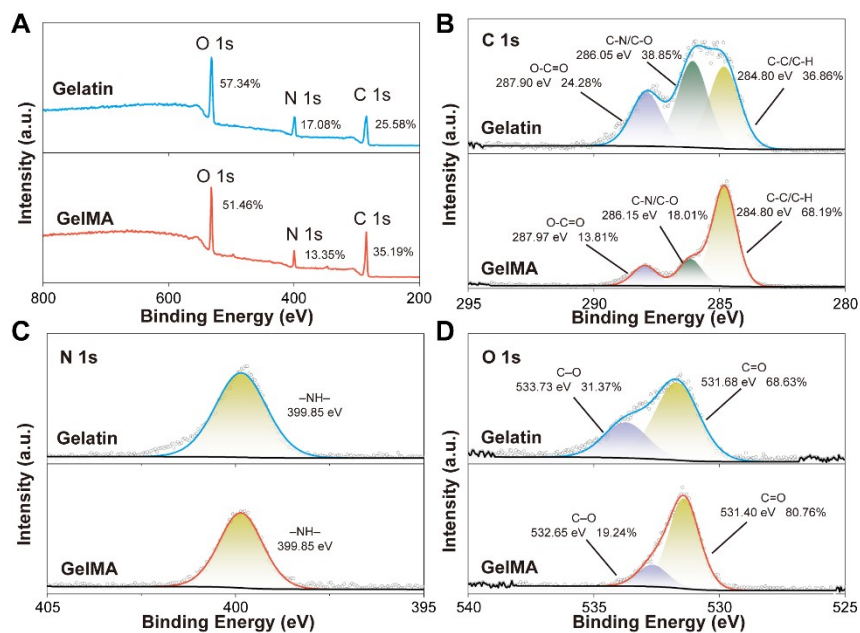 A
O 1s
Gelatin
57.34%
N 1s
17.08%
C 1s
25.58%
O 1s
GelMA
51.46%
N 1s
13.35%
C 1s
35.19%
800
600
400
200
Binding Energy (eV)
Intensity (a.u.)
B
C 1s
C-N/C-O
286.05 eV 38.85%
O-C=O
287.90 eV 24.28%
C-C/C-H
284.80 eV 36.86%
Gelatin
C-N/C-O
286.15 eV 18.01%
O-C=O
287.97 eV 13.81%
C-C/C-H
284.80 eV 68.19%
GelMA
295
290
285
280
Binding Energy (eV)
Intensity (a.u.)
C
N 1s
–NH–
399.85 eV
Gelatin
–NH–
399.85 eV
GelMA
405
400
395
Binding Energy (eV)
Intensity (a.u.)
D
O 1s
C–O
533.73 eV 31.37%
C=O
531.68 eV 68.63%
Gelatin
C–O
532.65 eV 19.24%
C=O
531.40 eV 80.76%
GelMA
540
535
530
525
Binding Energy (eV)
Intensity (a.u.)